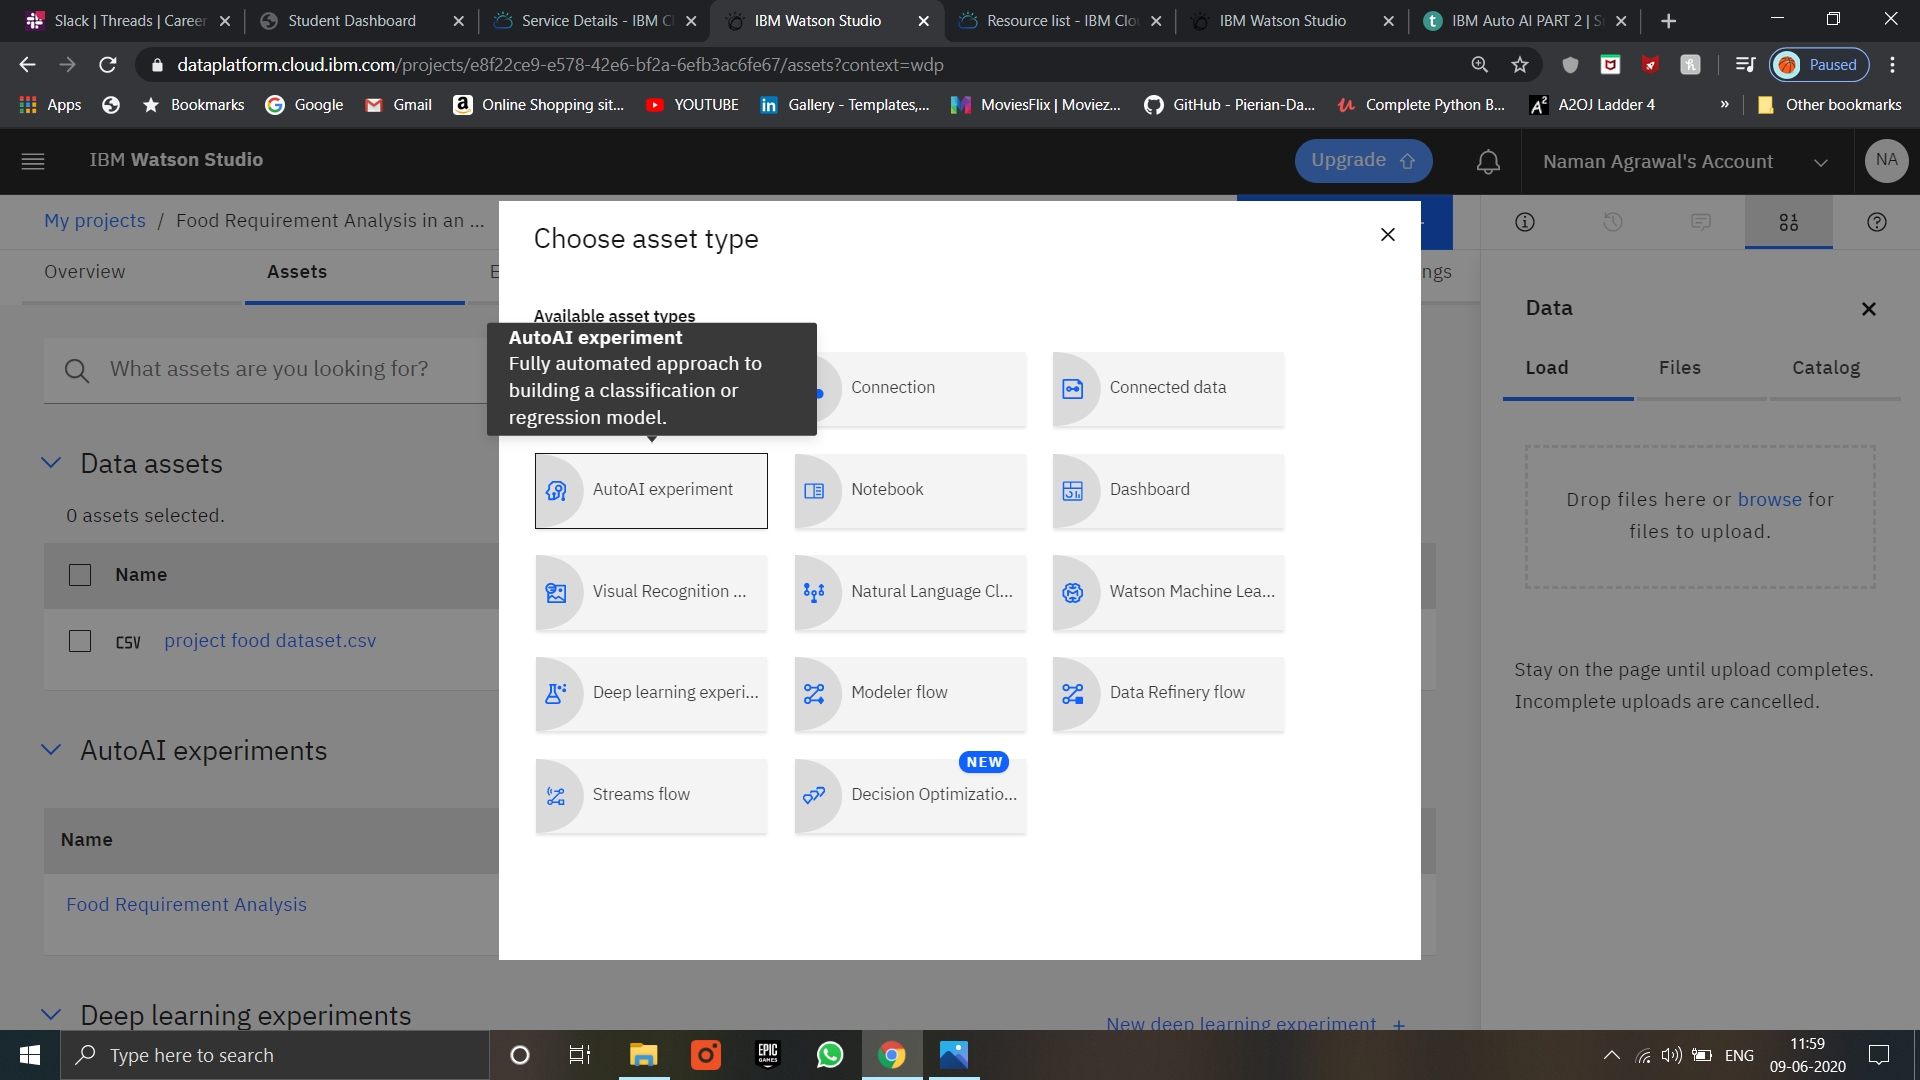 Slack | Threads | Career
Student Dashboard
Service Details - IBM Cl
IBM Watson Studio
Resource list - IBM Clou
IBM Watson Studio
IBM Auto AI PART 2 | S
dataplatform.cloud.ibm.com/projects/e8f22ce9-e578-42e6-bf2a-6efb3ac6fe67/assets?context=wdp
Paused
Apps
Bookmarks
Google
Gmail
Online Shopping sit...
YOUTUBE
Gallery - Templates,...
MoviesFlix | Moviez...
GitHub - Pierian-Da...
Complete Python B...
A2OJ Ladder 4
»
Other bookmarks
IBM Watson Studio
Upgrade
Naman Agrawal's Account
NA
My projects / Food Requirement Analysis in an ...
Overview
Assets
E
ngs
Choose asset type
Available asset types
AutoAI experiment
Fully automated approach to
building a classification or
regression model.
Connection
Connected data
AutoAI experiment
Notebook
Dashboard
Visual Recognition ...
Natural Language Cl...
Watson Machine Lea...
Deep learning experi...
Modeler flow
Data Refinery flow
NEW
Streams flow
Decision Optimizatio...
What assets are you looking for?
Data assets
0 assets selected.
Name
CSV project food dataset.csv
AutoAI experiments
Name
Food Requirement Analysis
Deep learning experiments
New deep learning experiment +
Data
Load
Files
Catalog
Drop files here or browse for
files to upload.
Stay on the page until upload completes.
Incomplete uploads are cancelled.
Type here to search
EPIC
GAMES
ENG
11:59
09-06-2020